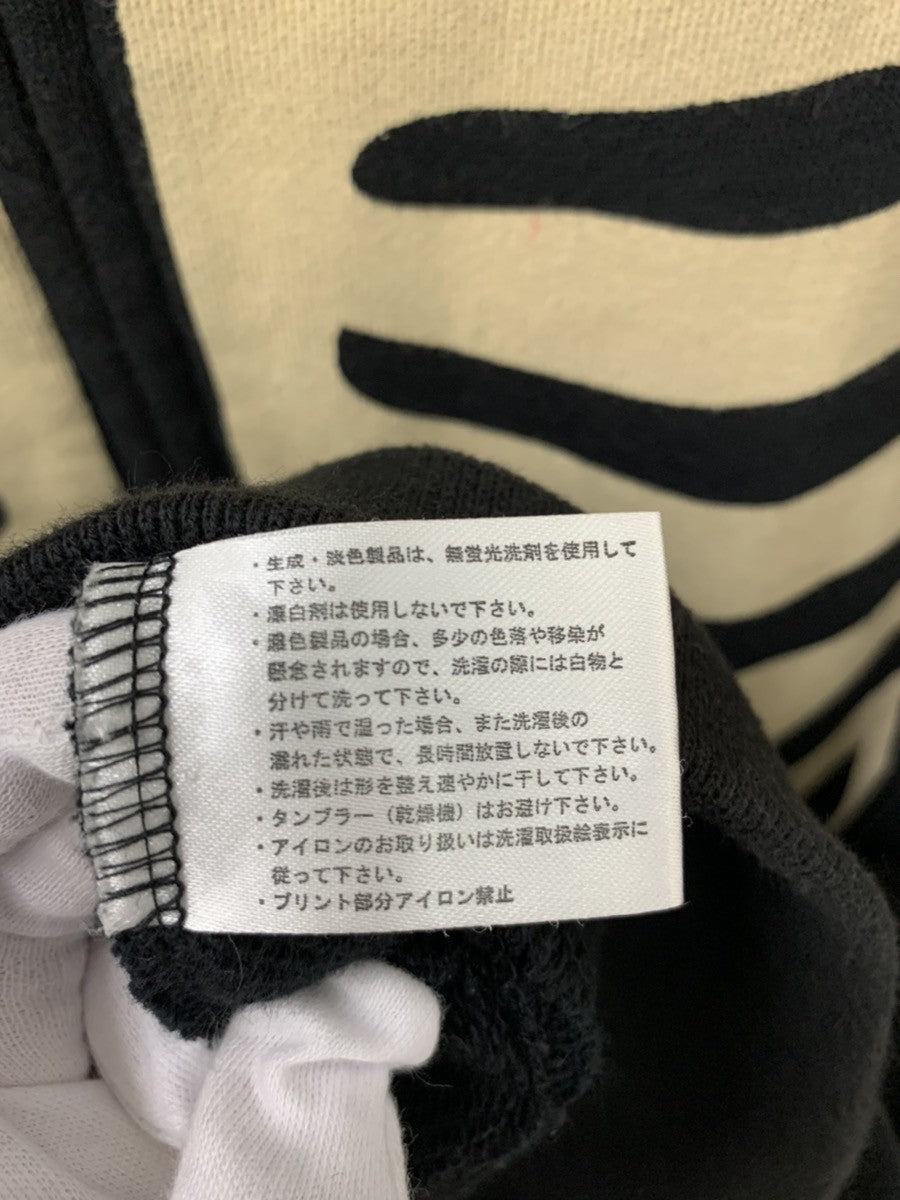 ・生成・淡色製品は、無蛍光洗剤を使用して
下さい。
・漂白剤は使用しないで下さい。
・濃色製品の場合、多少の色落や移染が
懸念されますので、洗濯の際には白物と
分けて洗って下さい。
・汗や雨で湿った場合、また洗濯後の
濡れた状態で、長時間放置しないで下さい。
・洗濯後は形を整え速やかに干して下さい。
・タンブラー（乾燥機）はお避け下さい。
・アイロンのお取り扱いは洗濯取扱絵表示に
従って下さい。
・プリント部分アイロン禁止